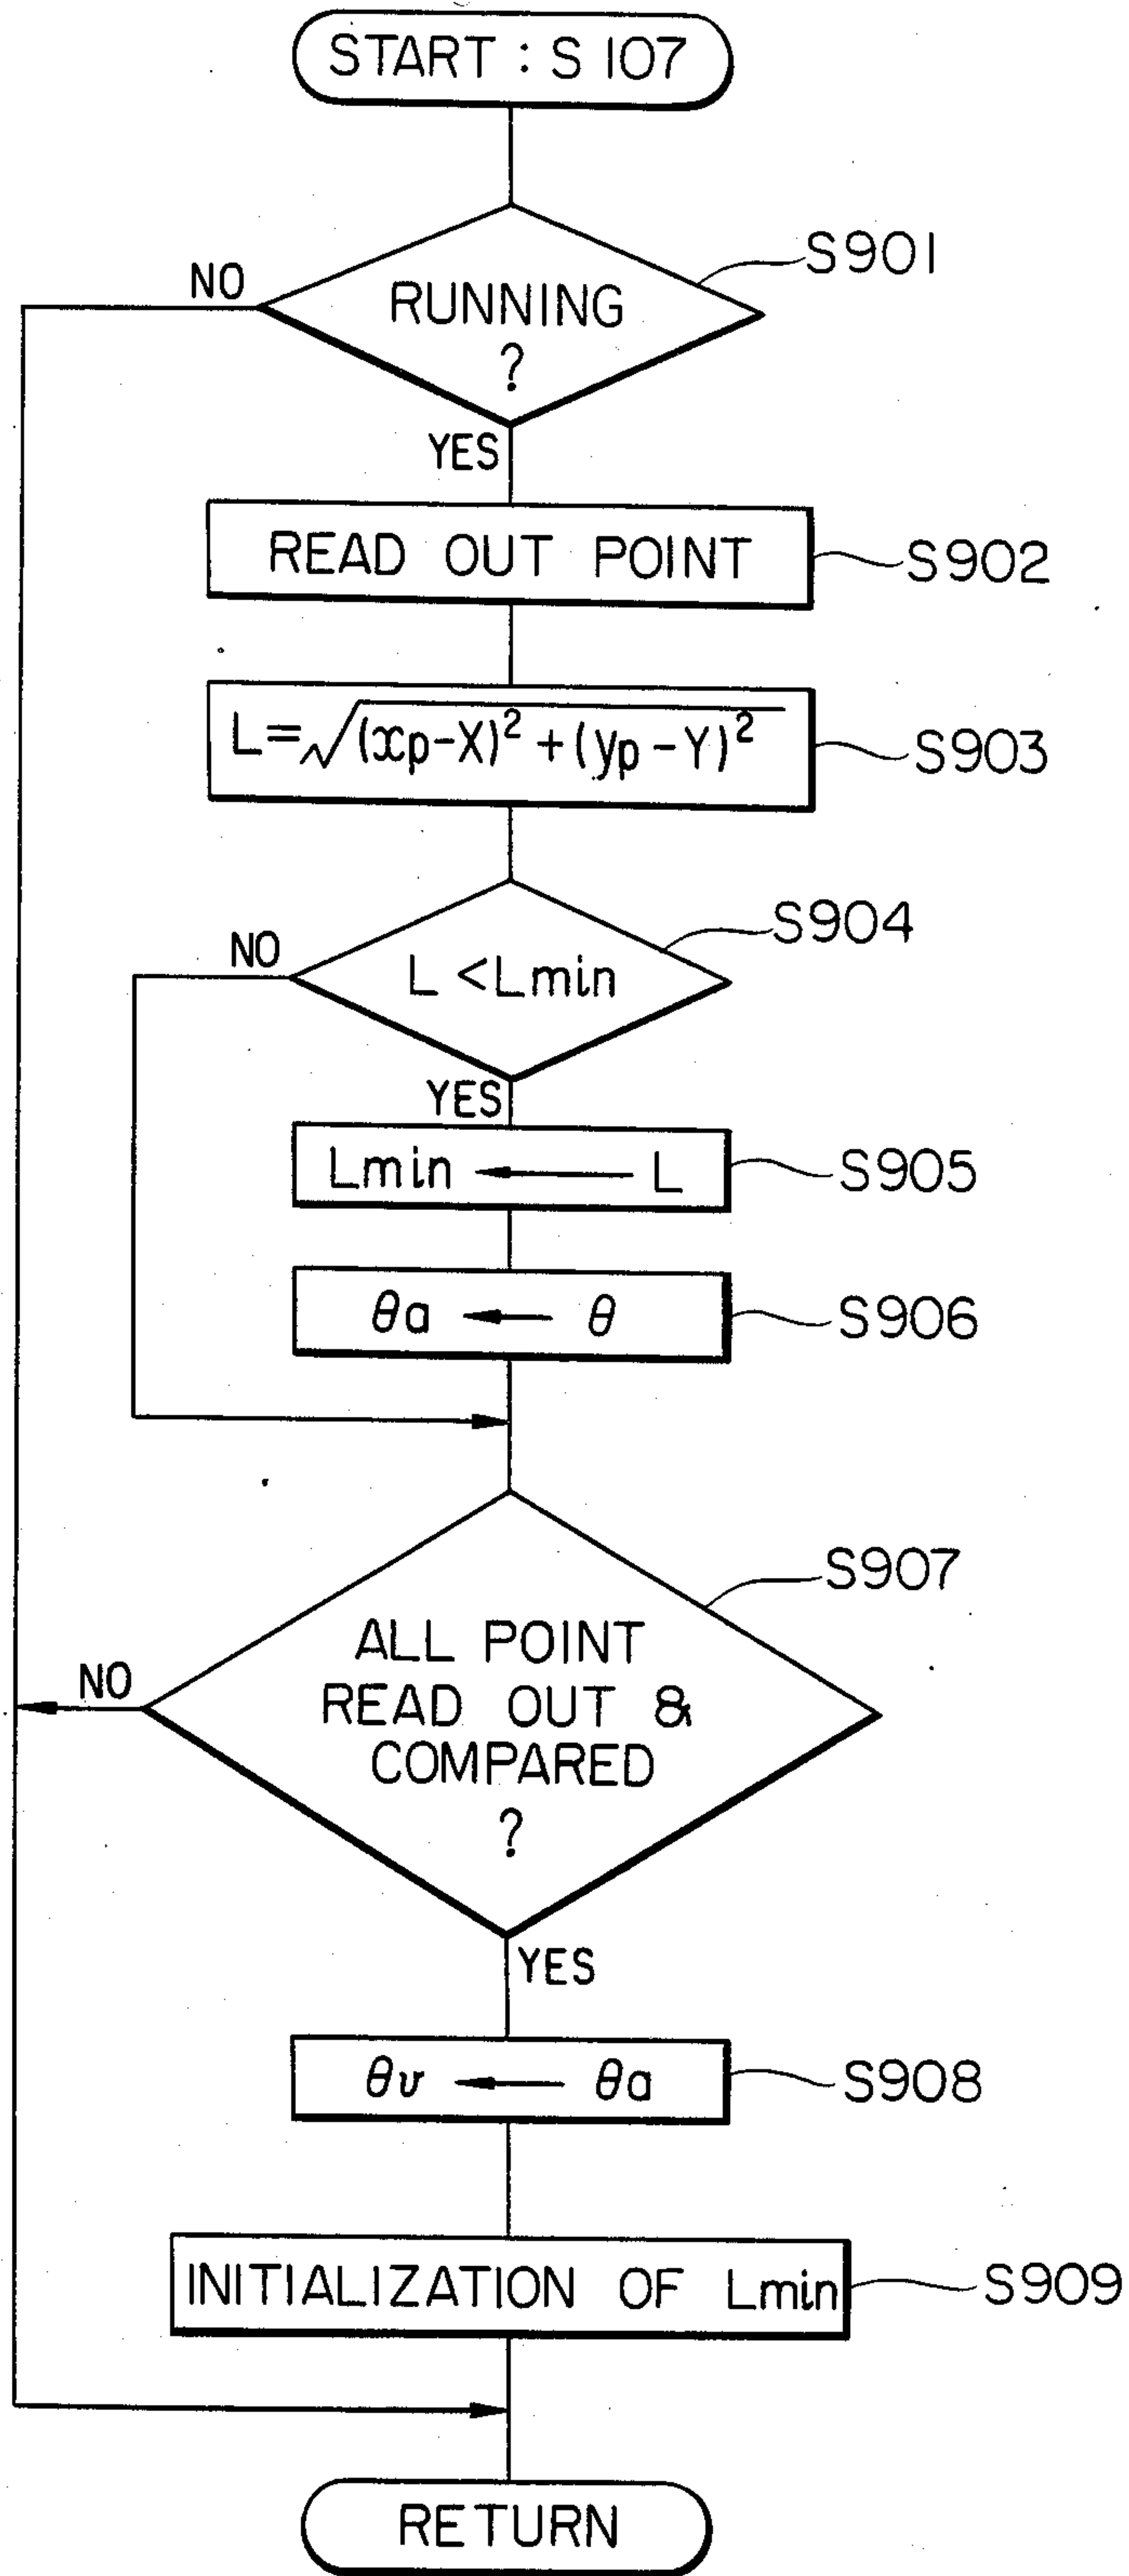 START : S 107
S901
NO
RUNNING
?
YES
READ OUT POINT
S902
L=√(xp-X)² + (yp - Y)²
S903
S904
NO
L < Lmin
YES
Lmin ← L
S905
θa ← θ
S906
S907
ALL POINT
NO
READ OUT &
COMPARED
?
YES
θv ← θa
S908
INITIALIZATION OF Lmin
S909
RETURN